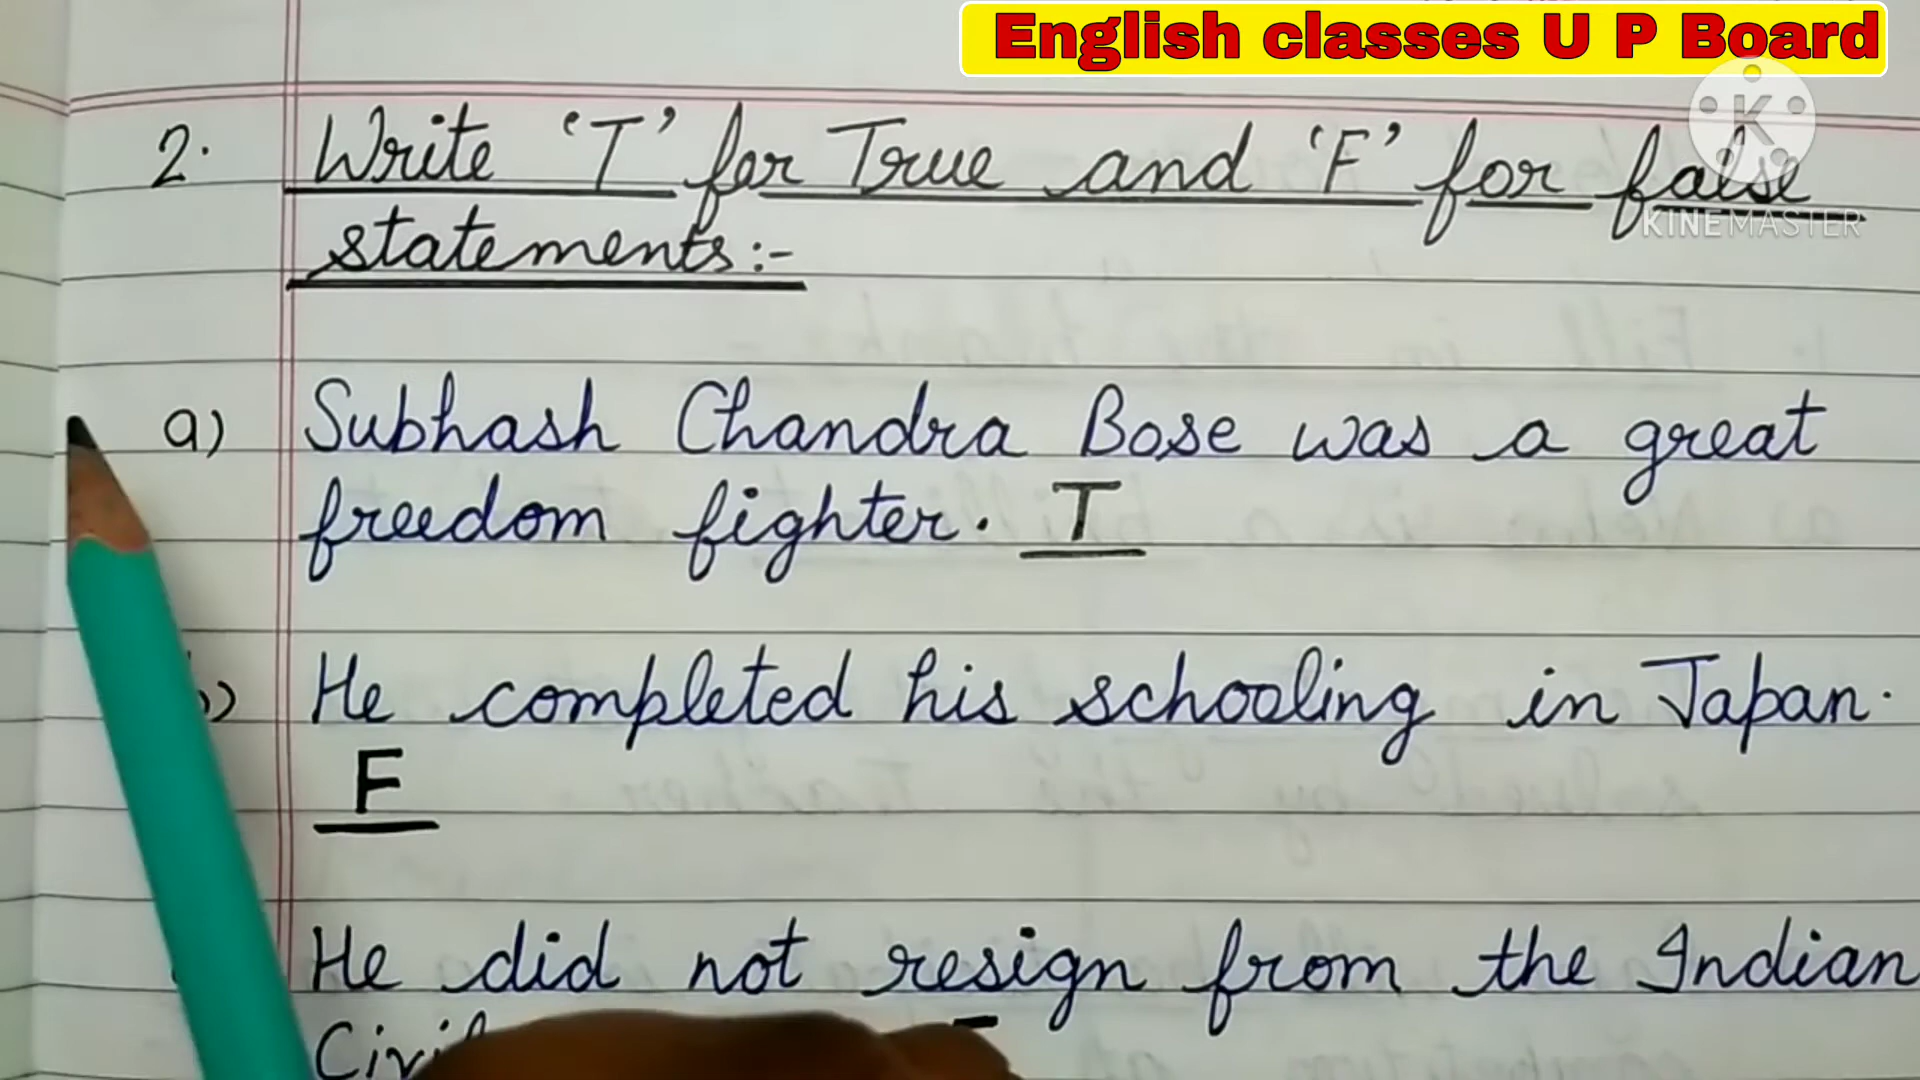 English classes U P Board
2. Write 'T' for True and 'F' for false
KINEMASTER
statements:-
a) Subhash Chandra Bose was a great
freedom fighter. T
b) He completed his schooling in Japan.
F
He did not resign from the Indian
Civil